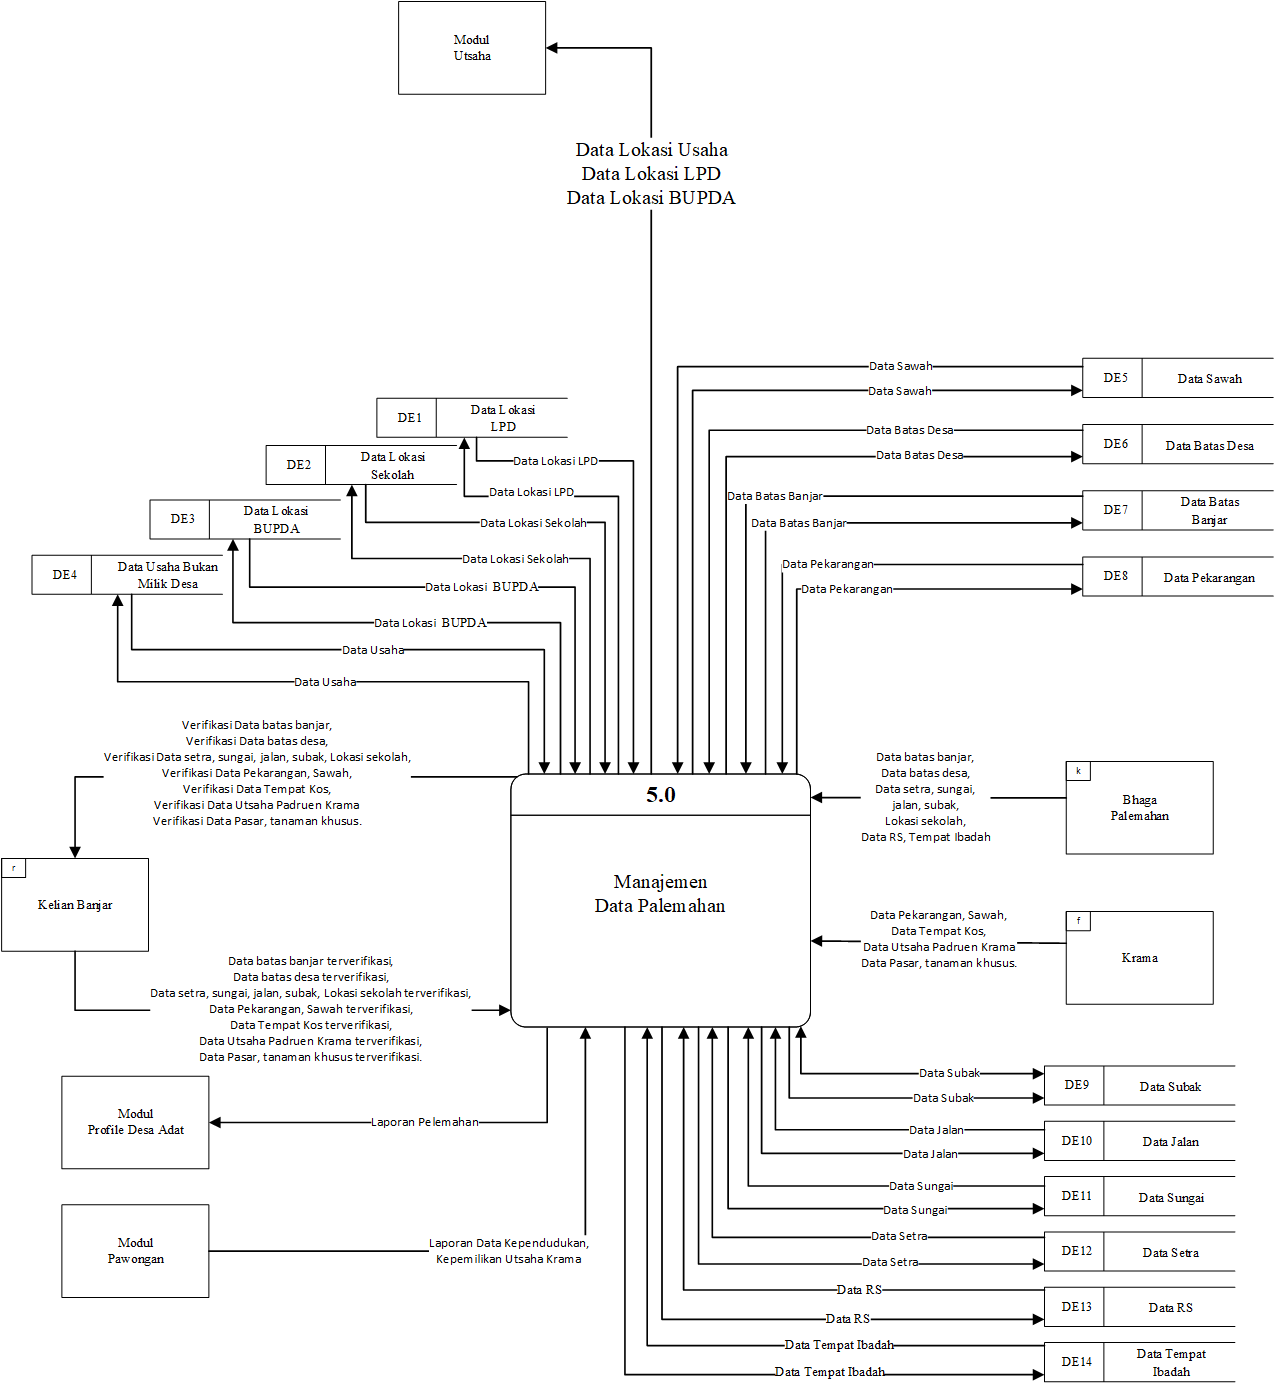 Modul
Utsaha
Data Lokasi Usaha
Data Lokasi LPD
Data Lokasi BUPDA
Data Sawah
Data Sawah
DE5
Data Sawah
DE1
Data Lokasi
LPD
Data Batas Desa
Data Batas Desa
DE6
Data Batas Desa
DE2
Data Lokasi
Sekolah
Data Lokasi LPD
Data Lokasi LPD
Data Batas Banjar
Data Batas Banjar
DE7
Data Batas
Banjar
DE3
Data Lokasi
BUPDA
Data Lokasi Sekolah
Data Lokasi Sekolah
Data Pekarangan
Data Pekarangan
DE8
Data Pekarangan
DE4
Data Usaha Bukan
Milik Desa
Data Lokasi BUPDA
Data Lokasi BUPDA
Data Usaha
Data Usaha
Verifikasi Data batas banjar,
Verifikasi Data batas desa,
Verifikasi Data setra, sungai, jalan, subak, Lokasi sekolah,
Verifikasi Data Pekarangan, Sawah,
Verifikasi Data Tempat Kos,
Verifikasi Data Utsaha Padruen Krama
Verifikasi Data Pasar, tanaman khusus.
5.0
Manajemen
Data Palemahan
Data batas banjar,
Data batas desa,
Data setra, sungai,
jalan, subak,
Lokasi sekolah,
Data RS, Tempat Ibadah
k
Bhaga
Palemahan
r
Kelian Banjar
Data Pekarangan, Sawah,
Data Tempat Kos,
Data Utsaha Padruen Krama
Data Pasar, tanaman khusus.
f
Krama
Data batas banjar terverifikasi,
Data batas desa terverifikasi,
Data setra, sungai, jalan, subak, Lokasi sekolah terverifikasi,
Data Pekarangan, Sawah terverifikasi,
Data Tempat Kos terverifikasi,
Data Utsaha Padruen Krama terverifikasi,
Data Pasar, tanaman khusus terverifikasi.
Modul
Profile Desa Adat
Laporan Pelemahan
Modul
Pawongan
Laporan Data Kependudukan,
Kepemilikan Utsaha Krama
Data Subak
Data Subak
DE9
Data Subak
Data Jalan
Data Jalan
DE10
Data Jalan
Data Sungai
Data Sungai
DE11
Data Sungai
Data Setra
Data Setra
DE12
Data Setra
Data RS
Data RS
DE13
Data RS
Data Tempat Ibadah
Data Tempat Ibadah
DE14
Data Tempat
Ibadah